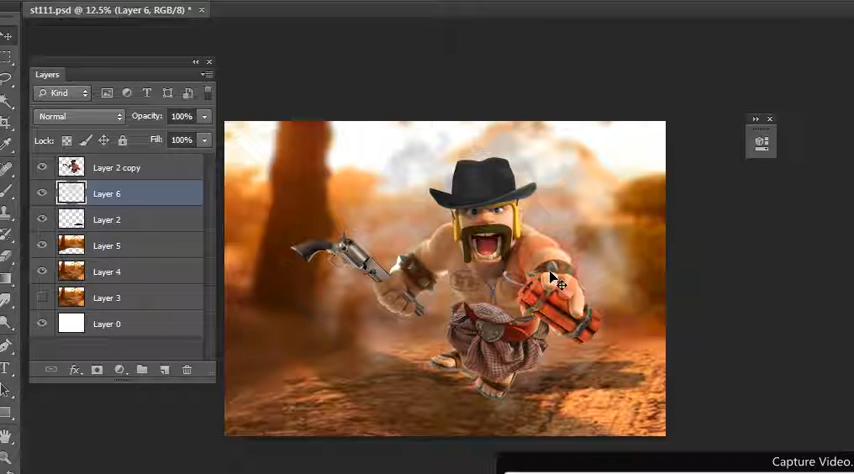 st111.psd @ 12.5% (Layer 6, RGB/8) *
Layers
Kind
Normal Opacity: 100%
Lock: Fill: 100%
Layer 2 copy
Layer 6
Layer 2
Layer 5
Layer 4
Layer 3
Layer 0
fx
Capture Video.